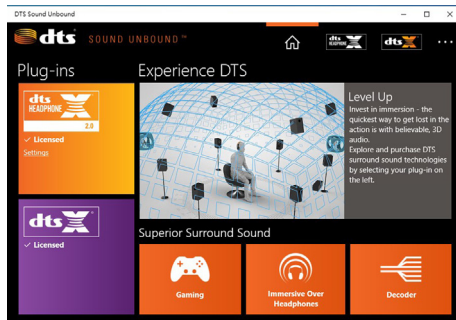 DTS Sound Unbound
dts SOUND UNBOUND™
dts HEADPHONE X
dts X
Plug-ins
Experience DTS
dts
HEADPHONE X
2.0
✓ Licensed
Settings
dts X
✓ Licensed
Level Up
Invest in immersion - the
quickest way to get lost in the
action is with believable, 3D
audio.
Explore and purchase DTS
surround sound technologies
by selecting your plug-in on
the left.
Superior Surround Sound
Gaming
Immersive Over
Headphones
Decoder